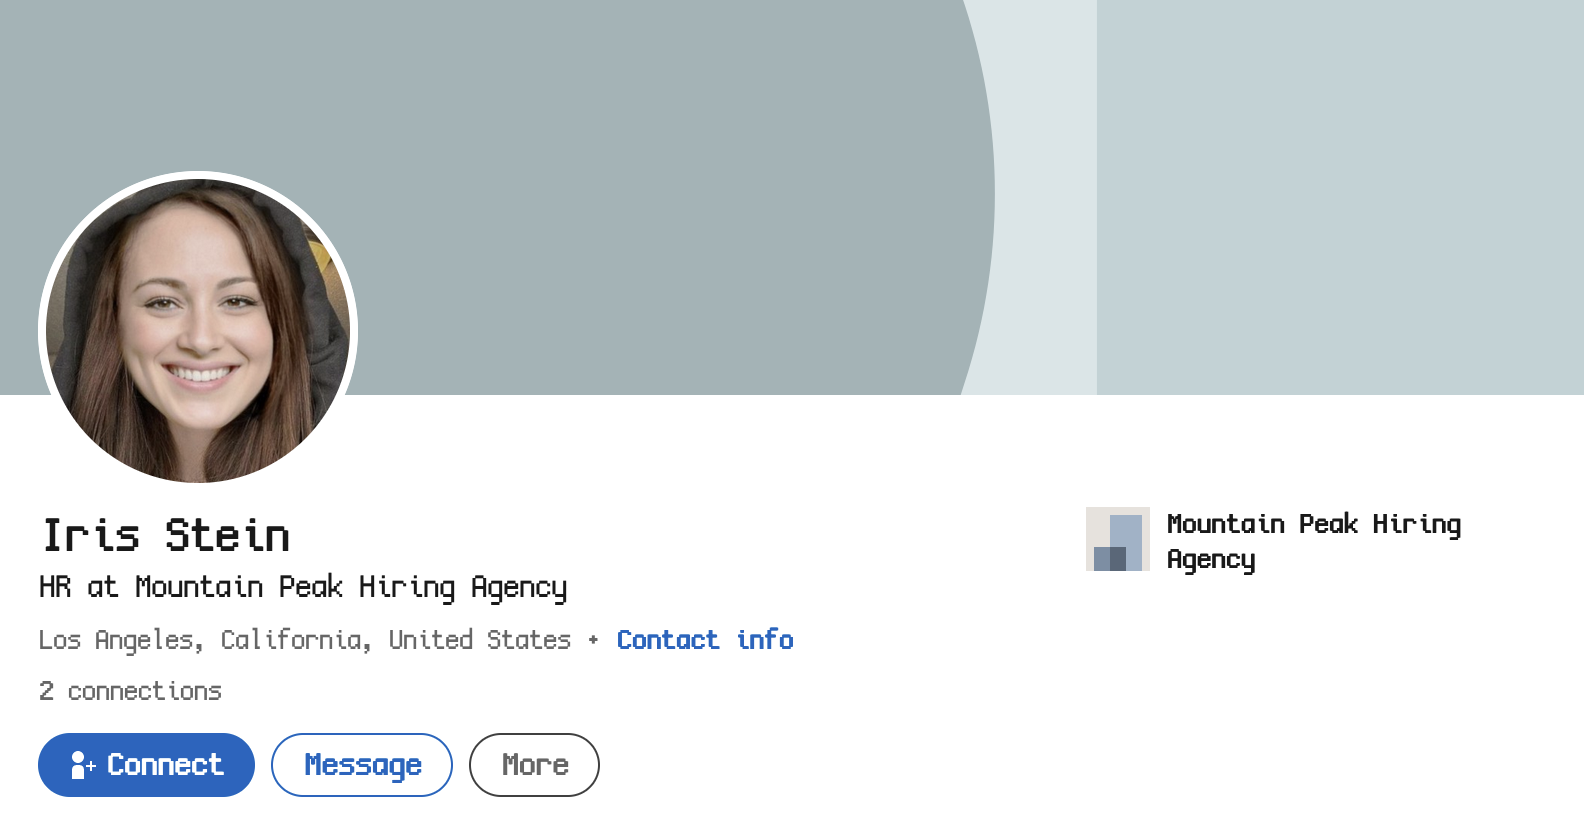 Iris Stein
HR at Mountain Peak Hiring Agency
Los Angeles, California, United States • Contact info
2 connections
Connect
Message
More
Mountain Peak Hiring
Agency